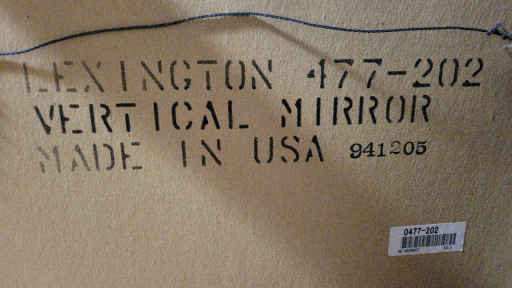 LEXINGTON 477-202
VERTICAL MIRROR
MADE IN USA 941205
0477-202